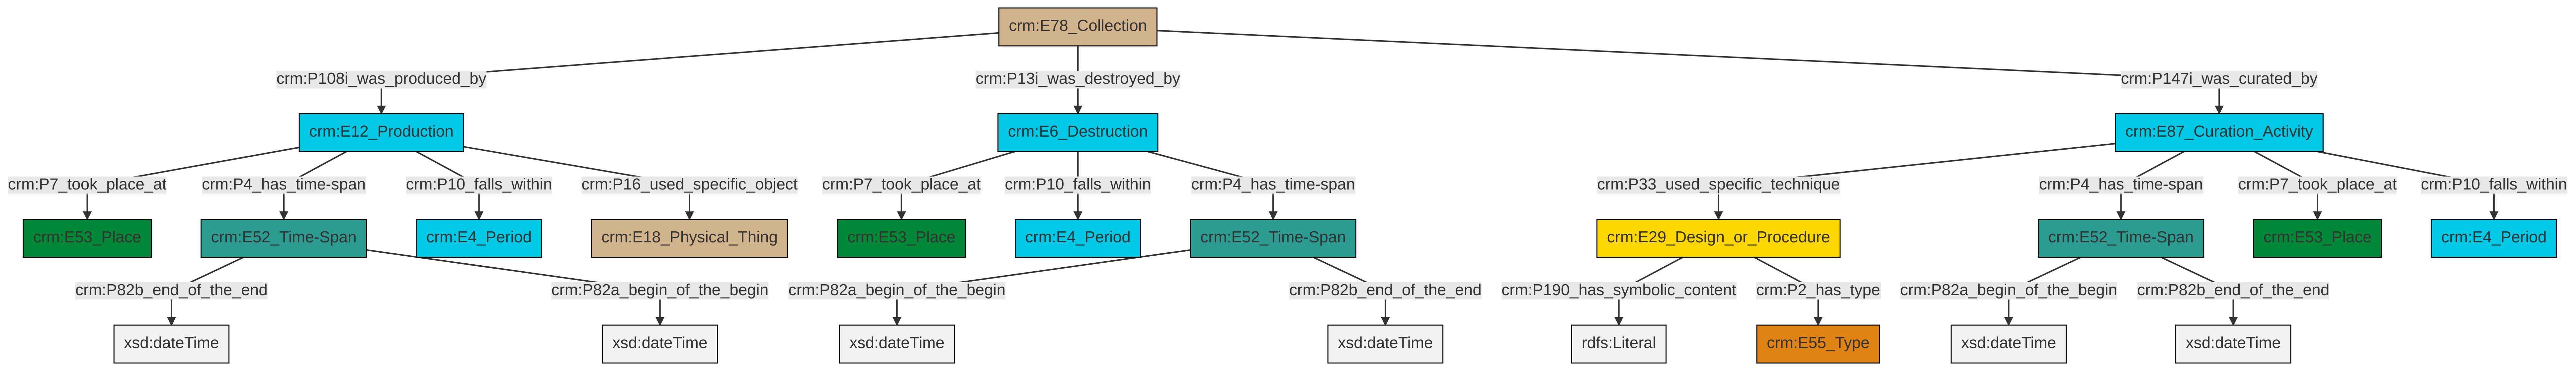 crm:E78_Collection
crm:P108i_was_produced_by
crm:P13i_was_destroyed_by
crm:P147i_was_curated_by
crm:E12_Production
crm:E6_Destruction
crm:E87_Curation_Activity
crm:P7_took_place_at
crm:P4_has_time-span
crm:P10_falls_within
crm:P16_used_specific_object
crm:P7_took_place_at
crm:P10_falls_within
crm:P4_has_time-span
crm:P33_used_specific_technique
crm:P4_has_time-span
crm:P7_took_place_at
crm:P10_falls_within
crm:E53_Place
crm:E52_Time-Span
crm:E4_Period
crm:E18_Physical_Thing
crm:E53_Place
crm:E4_Period
crm:E52_Time-Span
crm:E29_Design_or_Procedure
crm:E52_Time-Span
crm:E53_Place
crm:E4_Period
crm:P82b_end_of_the_end
crm:P82a_begin_of_the_begin
crm:P82a_begin_of_the_begin
crm:P82b_end_of_the_end
crm:P190_has_symbolic_content
crm:P2_has_type
crm:P82a_begin_of_the_begin
crm:P82b_end_of_the_end
xsd:dateTime
xsd:dateTime
xsd:dateTime
xsd:dateTime
rdfs:Literal
crm:E55_Type
xsd:dateTime
xsd:dateTime